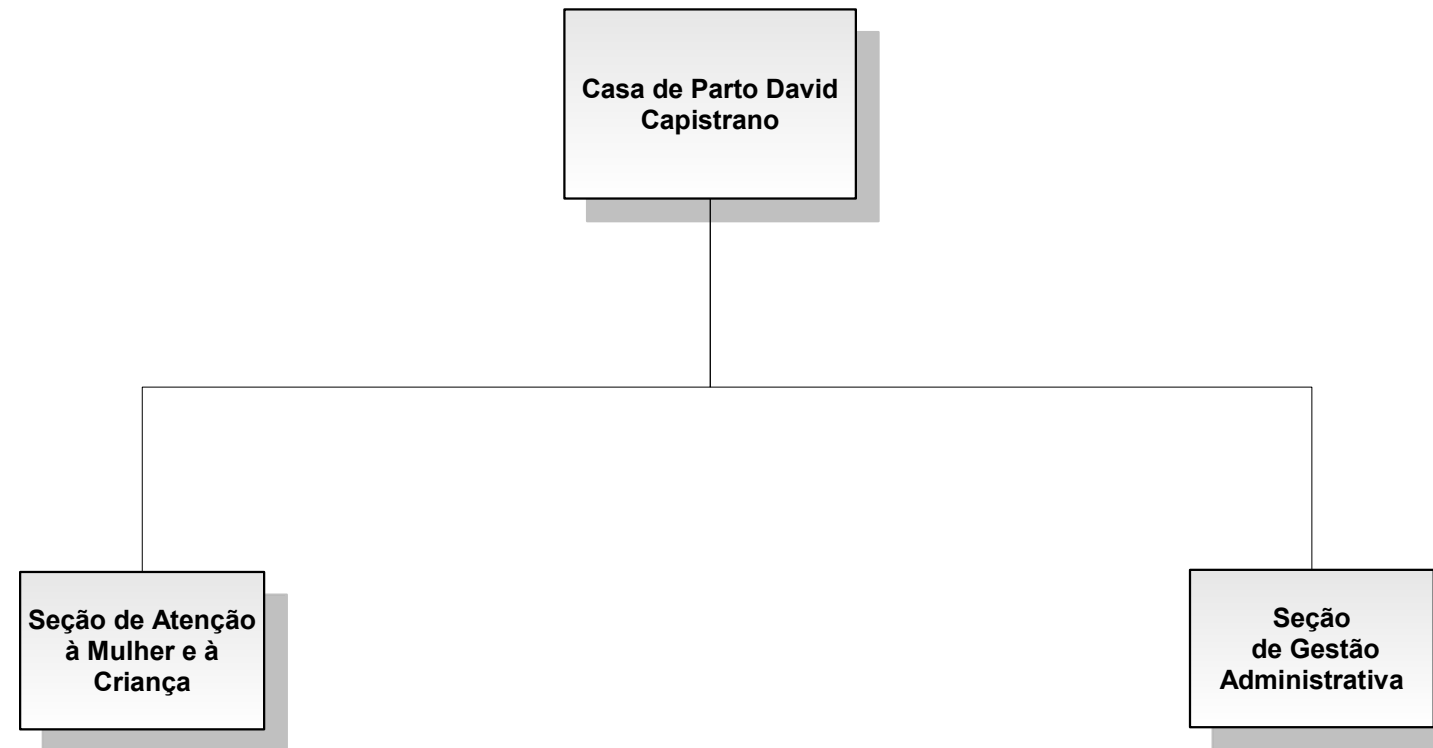 Casa de Parto David
Capistrano
Seção de Atenção
à Mulher e à
Criança
Seção
de Gestão
Administrativa